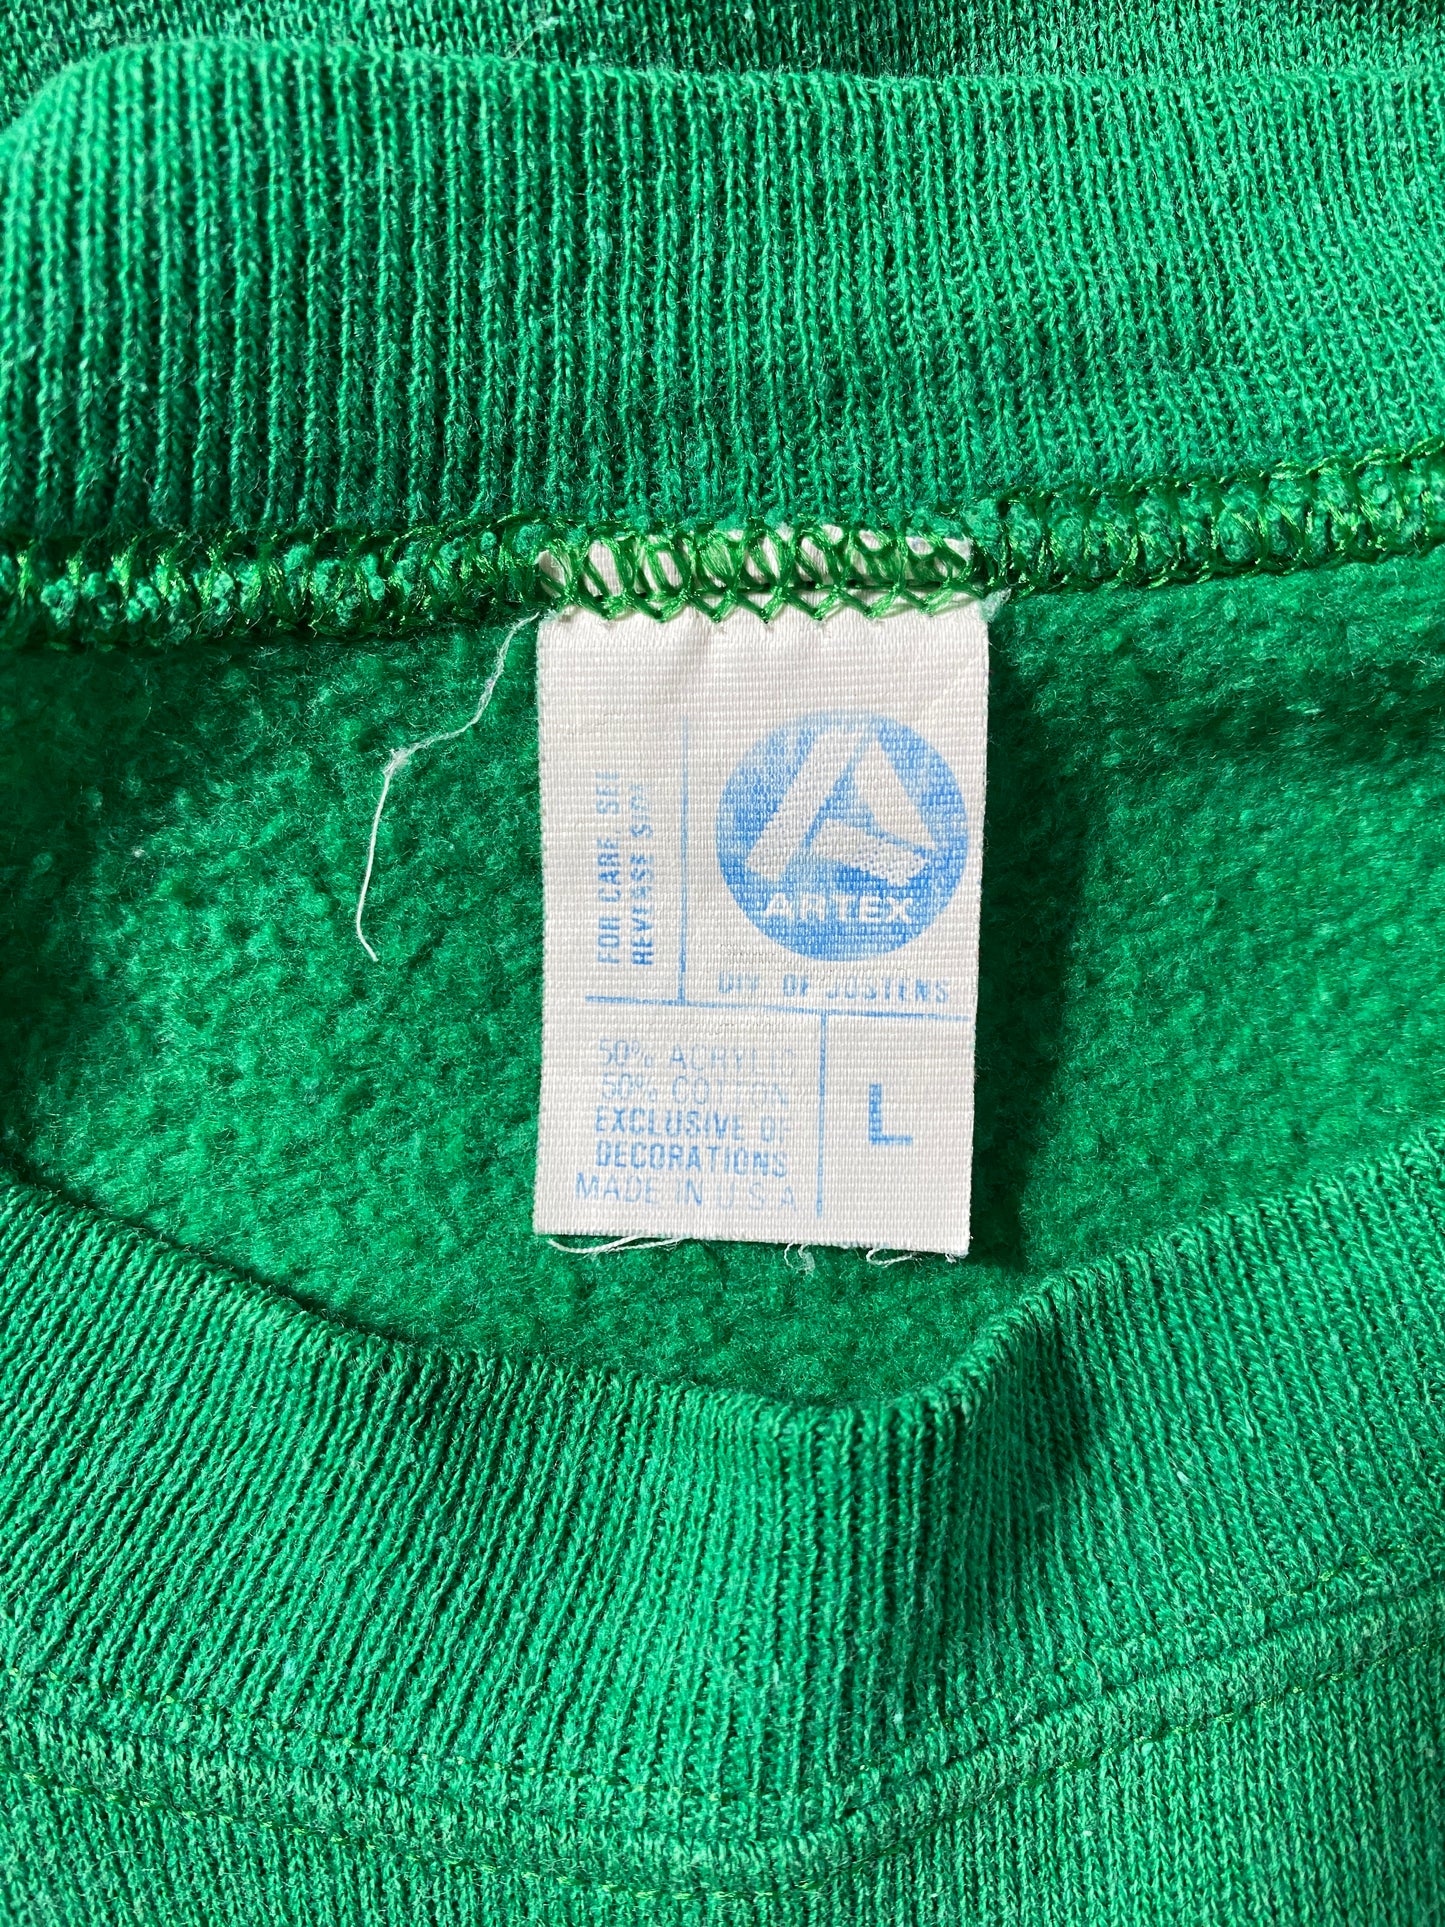 FOR CARE, SEE
REVERSE SIDE
ARTEX
DIV. OF JOSTENS
50% ACRYLIC
50% COTTON
EXCLUSIVE OF
DECORATIONS
MADE IN U.S.A
L